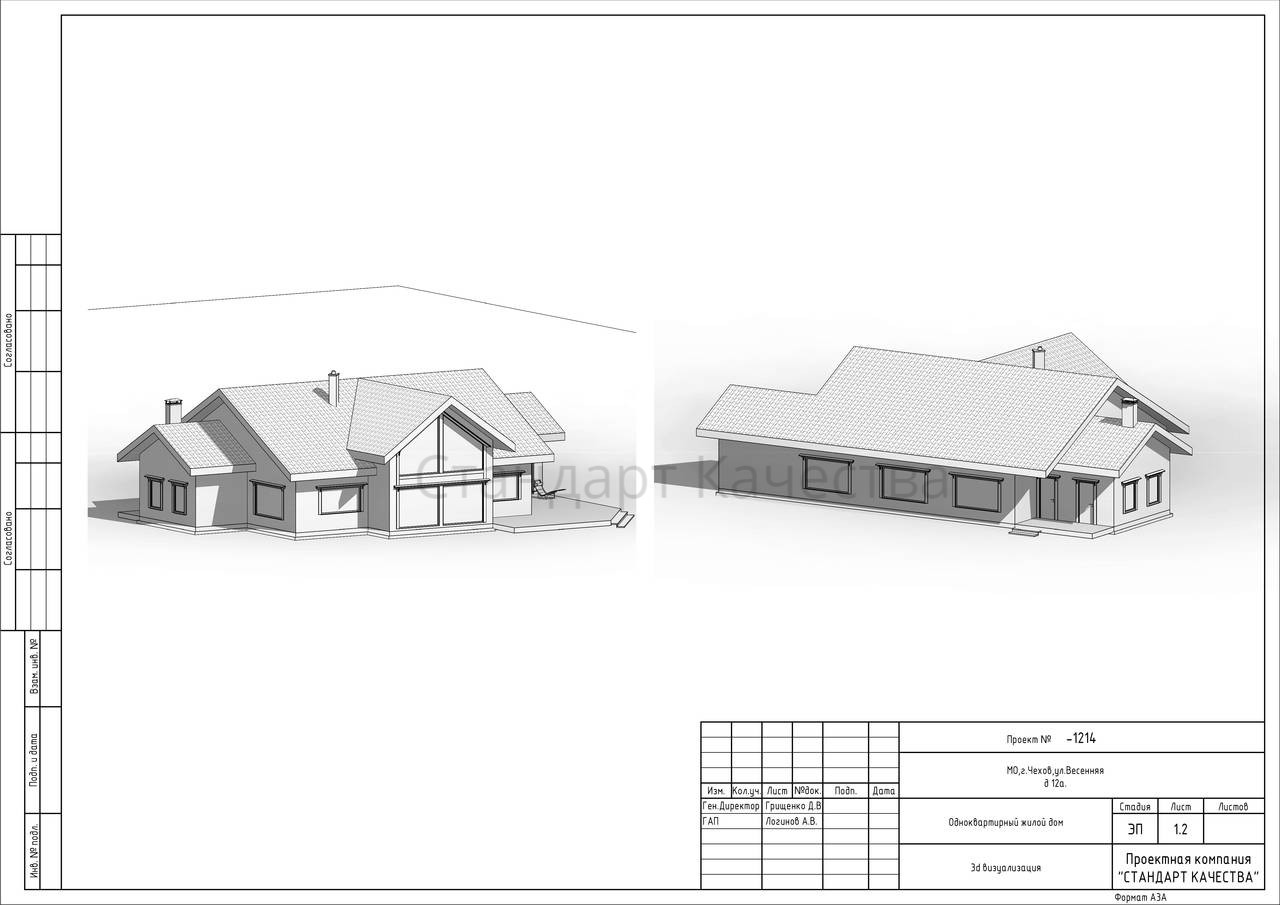 Согласовано
Согласовано
Взам. инв. №
Подп. и дата
Инв. № подл.
Стандарт Качества
Проект № -1214
МО,г.Чехов,ул.Весенняя
д 12а.
Изм. Кол.уч. Лист №док. Подп. Дата
Ген.Директор Грищенко Д.В
ГАП Логинов А.В.
Одноквартирный жилой дом
Стадия Лист Листов
ЭП 1.2
3d визуализация
Проектная компания
"СТАНДАРТ КАЧЕСТВА"
Формат А3А